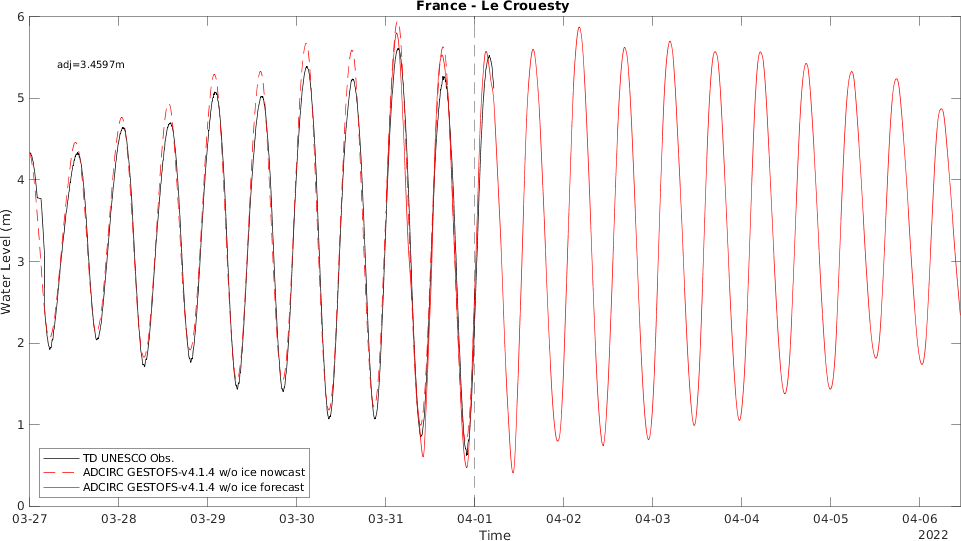 France - Le Crouesty
6
5
4
3
2
1
0
Water Level (m)
adj=3.4597m
TD UNESCO Obs.
ADCIRC GESTOFS-v4.1.4 w/o ice nowcast
ADCIRC GESTOFS-v4.1.4 w/o ice forecast
03-27 03-28 03-29 03-30 03-31 04-01 04-02 04-03 04-04 04-05 04-06
Time
2022